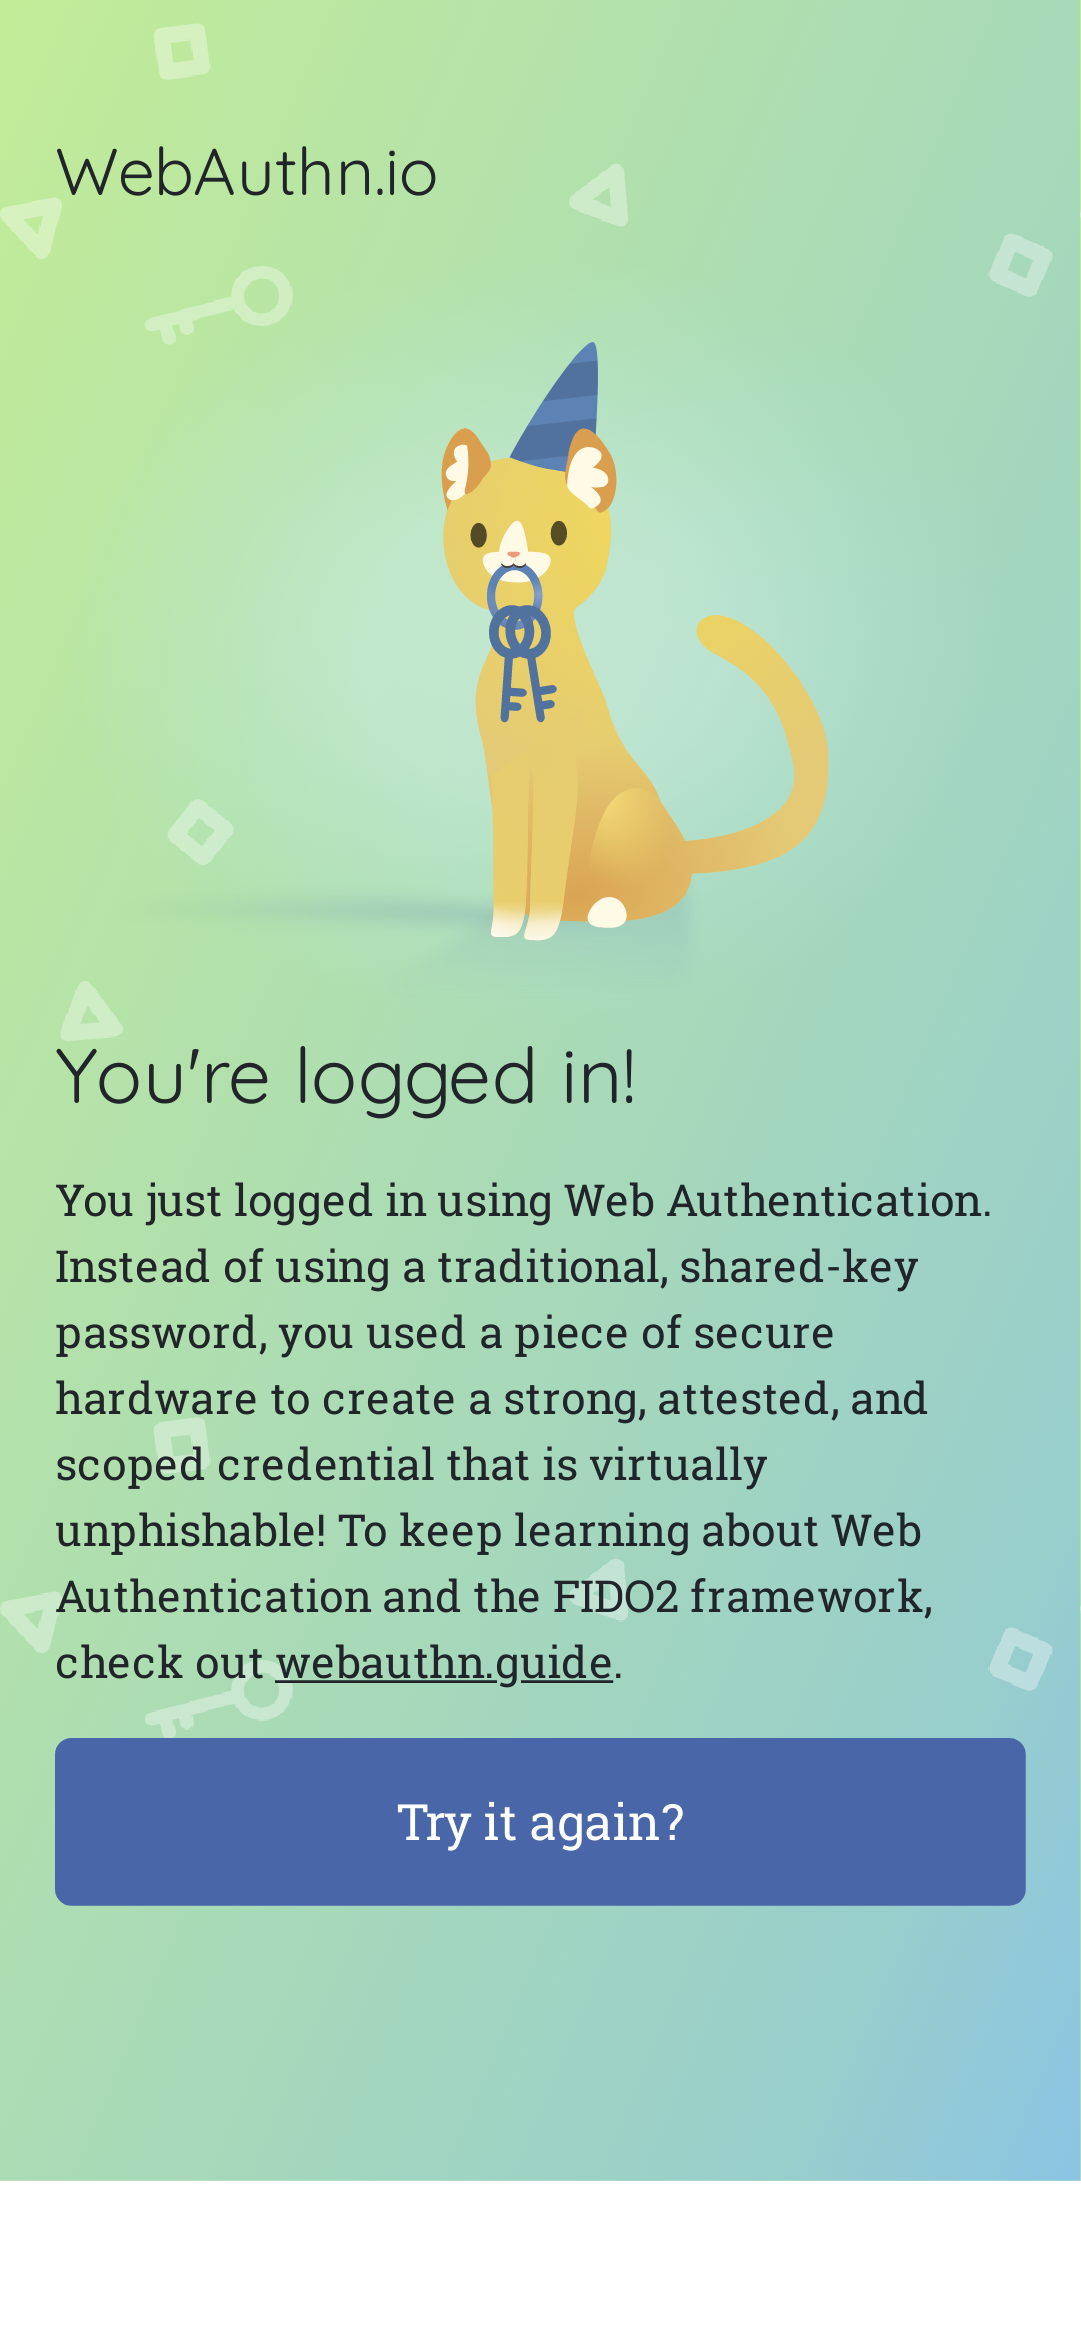 WebAuthn.io
You're logged in!
You just logged in using Web Authentication.
Instead of using a traditional, shared-key
password, you used a piece of secure
hardware to create a strong, attested, and
scoped credential that is virtually
unphishable! To keep learning about Web
Authentication and the FIDO2 framework,
check out webauthn.guide.
Try it again?